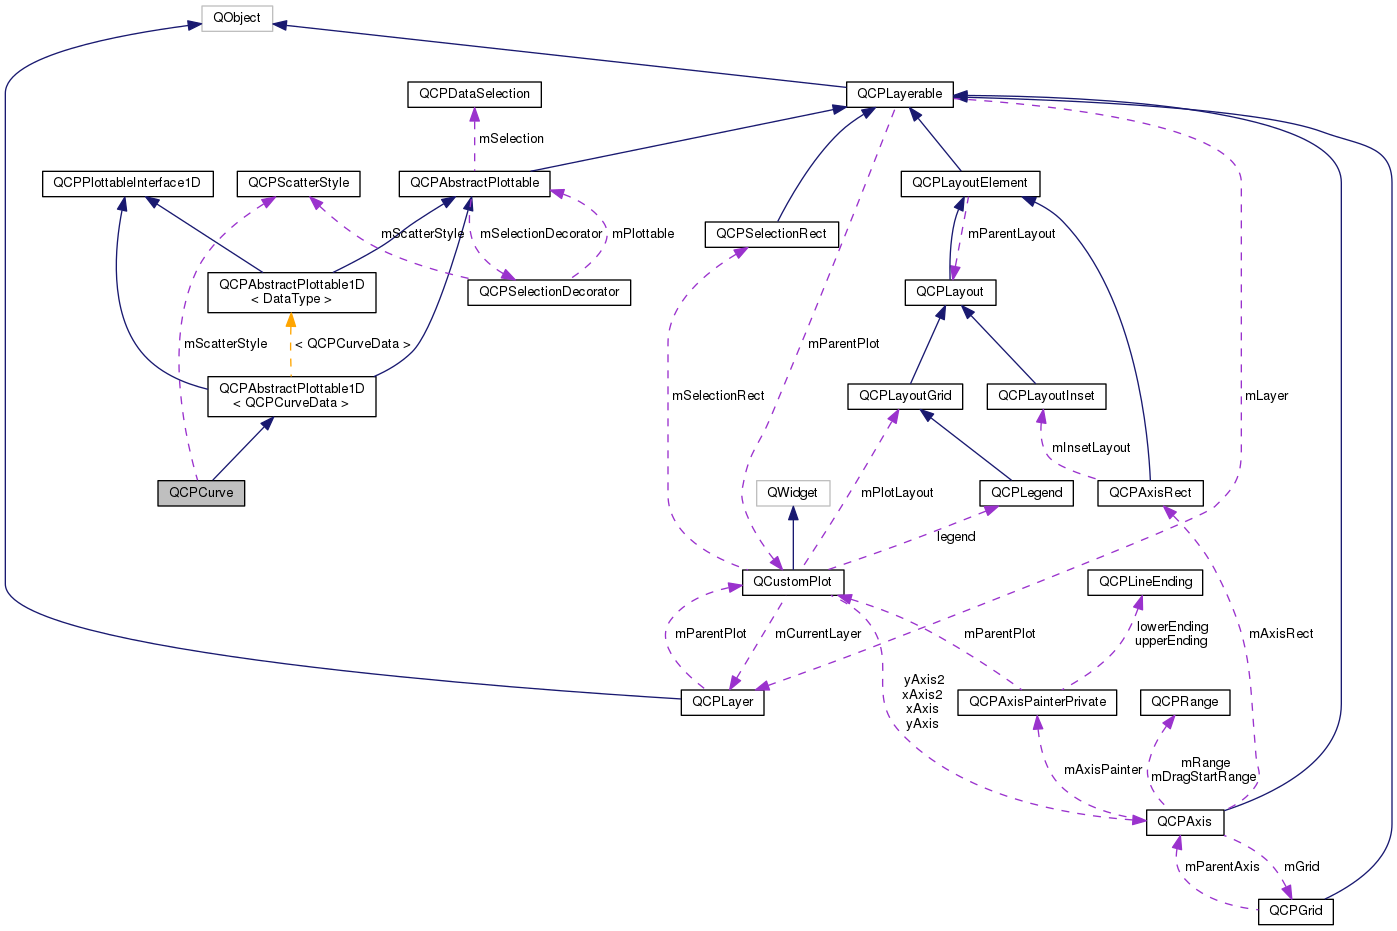 QObject
QCPDataSelection
QCPLayerable
mSelection
QCPPlottableInterface1D
QCPScatterStyle
QCPAbstractPlottable
QCPLayoutElement
mScatterStyle
mSelectionDecorator
mPlottable
QCPSelectionRect
mParentLayout
QCPAbstractPlottable1D
< DataType >
QCPSelectionDecorator
QCPLayout
mScatterStyle
< QCPCurveData >
mParentPlot
QCPAbstractPlottable1D
< QCPCurveData >
mSelectionRect
QCPLayoutGrid
QCPLayoutInset
mLayer
mInsetLayout
QCPCurve
QWidget
mPlotLayout
QCPLegend
QCPAxisRect
legend
QCustomPlot
QCPLineEnding
mParentPlot
mCurrentLayer
mParentPlot
lowerEnding
upperEnding
mAxisRect
yAxis2
xAxis2
xAxis
yAxis
QCPLayer
QCPAxisPainterPrivate
QCPRange
mAxisPainter
mRange
mDragStartRange
QCPAxis
mParentAxis
mGrid
QCPGrid